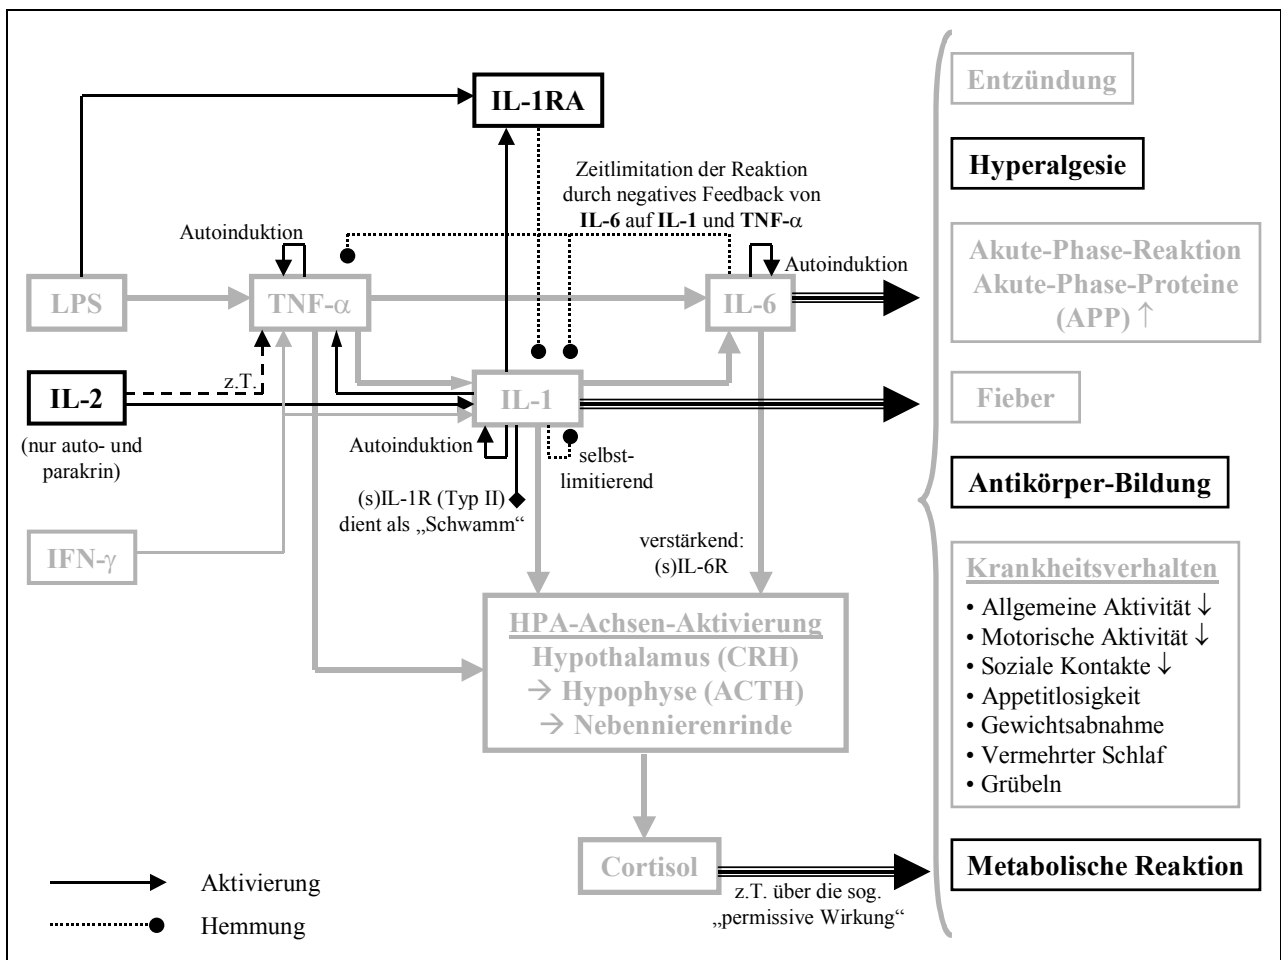 IL-1RA
Zeitlimitation der Reaktion
durch negatives Feedback von
IL-6 auf IL-1 und TNF-α
Autoinduktion
Autoinduktion
LPS
TNF-α
IL-6
z.T.
IL-2
(nur auto- und
parakrin)
IL-1
Autoinduktion
selbst-
limitierend
(s)IL-1R (Typ II)
dient als „Schwamm“
IFN-γ
verstärkend:
(s)IL-6R
HPA-Achsen-Aktivierung
Hypothalamus (CRH)
→ Hypophyse (ACTH)
→ Nebennierenrinde
Cortisol
z.T. über die sog.
„permissive Wirkung“
Aktivierung
Hemmung
Entzündung
Hyperalgesie
Akute-Phase-Reaktion
Akute-Phase-Proteine
(APP) ↑
Fieber
Antikörper-Bildung
Krankheitsverhalten
• Allgemeine Aktivität ↓
• Motorische Aktivität ↓
• Soziale Kontakte ↓
• Appetitlosigkeit
• Gewichtsabnahme
• Vermehrter Schlaf
• Grübeln
Metabolische Reaktion